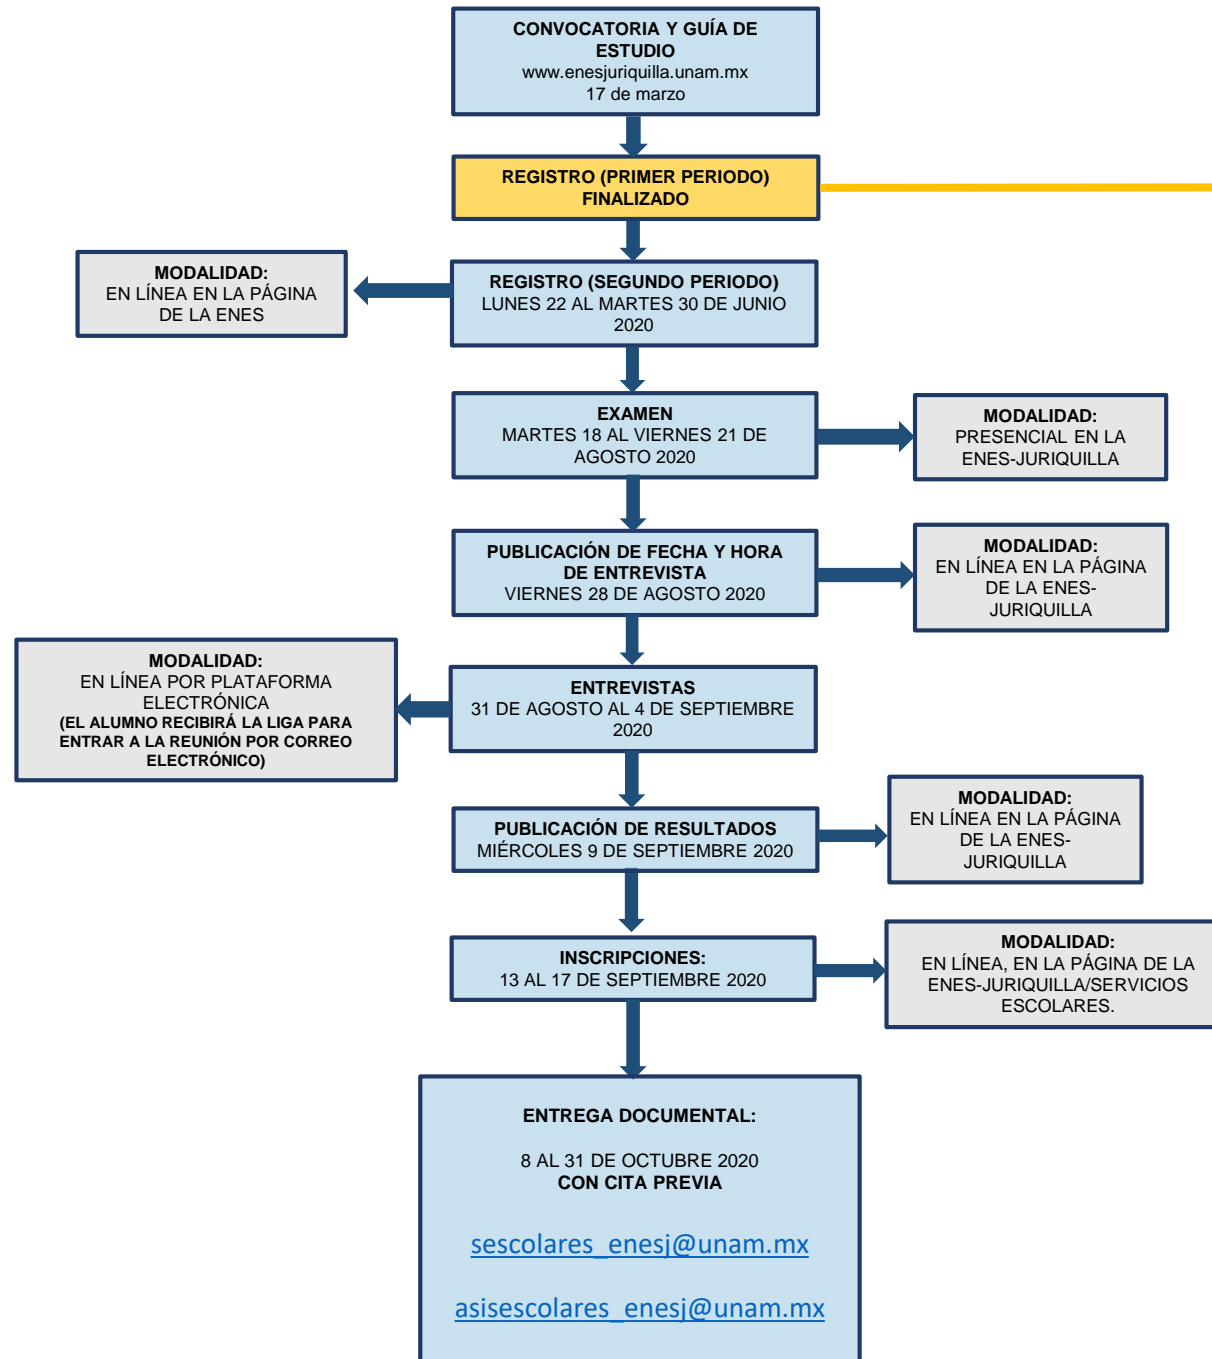 CONVOCATORIA Y GUÍA DE
ESTUDIO
www.enesjuriquilla.unam.mx
17 de marzo
REGISTRO (PRIMER PERIODO)
FINALIZADO
REGISTRO (SEGUNDO PERIODO)
LUNES 22 AL MARTES 30 DE JUNIO
2020
MODALIDAD:
EN LÍNEA EN LA PÁGINA
DE LA ENES
EXAMEN
MARTES 18 AL VIERNES 21 DE
AGOSTO 2020
MODALIDAD:
PRESENCIAL EN LA
ENES-JURIQUILLA
PUBLICACIÓN DE FECHA Y HORA
DE ENTREVISTA
VIERNES 28 DE AGOSTO 2020
MODALIDAD:
EN LÍNEA EN LA PÁGINA
DE LA ENES-
JURIQUILLA
MODALIDAD:
EN LÍNEA POR PLATAFORMA
ELECTRÓNICA
(EL ALUMNO RECIBIRÁ LA LIGA PARA
ENTRAR A LA REUNIÓN POR CORREO
ELECTRÓNICO)
ENTREVISTAS
31 DE AGOSTO AL 4 DE SEPTIEMBRE
2020
PUBLICACIÓN DE RESULTADOS
MIÉRCOLES 9 DE SEPTIEMBRE 2020
MODALIDAD:
EN LÍNEA EN LA PÁGINA
DE LA ENES-
JURIQUILLA
INSCRIPCIONES:
13 AL 17 DE SEPTIEMBRE 2020
MODALIDAD:
EN LÍNEA, EN LA PÁGINA DE LA
ENES-JURIQUILLA/SERVICIOS
ESCOLARES.
ENTREGA DOCUMENTAL:
8 AL 31 DE OCTUBRE 2020
CON CITA PREVIA
sescolares_enesj@unam.mx
asisescolares_enesj@unam.mx